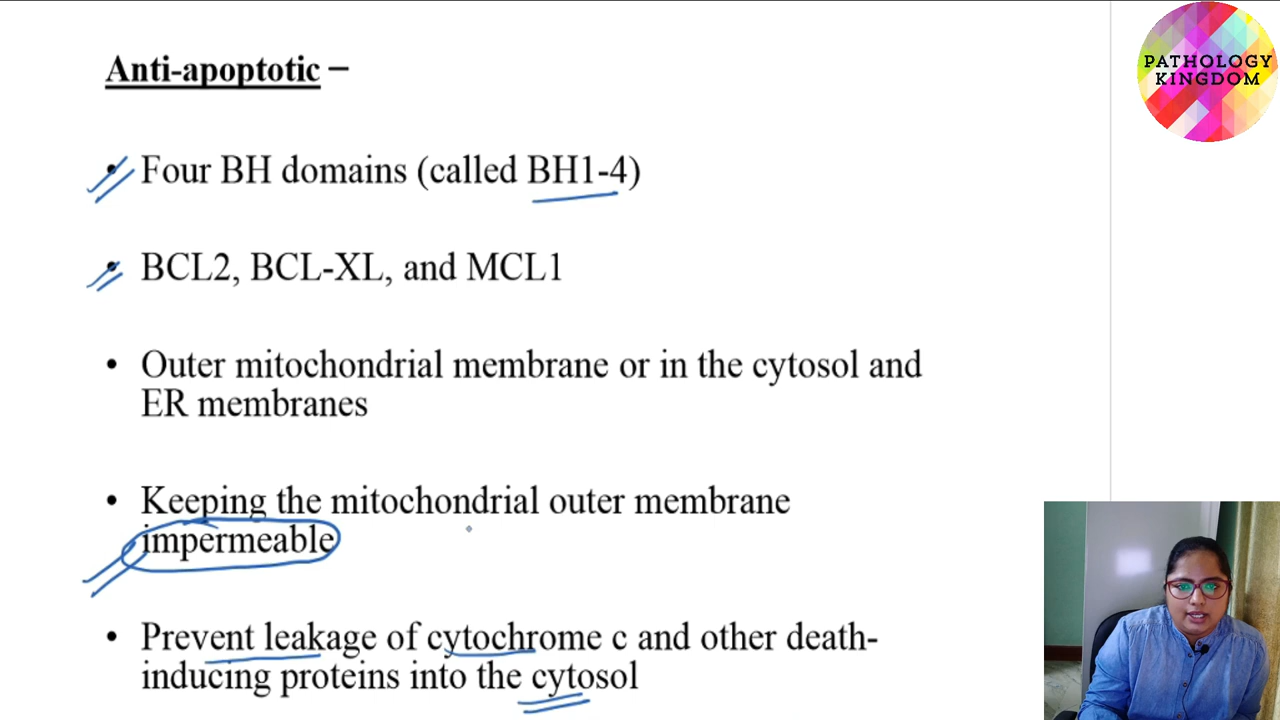 Anti-apoptotic –
• Four BH domains (called BH1-4)
• BCL2, BCL-XL, and MCL1
• Outer mitochondrial membrane or in the cytosol and
ER membranes
• Keeping the mitochondrial outer membrane
impermeable
• Prevent leakage of cytochrome c and other death-
inducing proteins into the cytosol
PATHOLOGY
KINGDOM